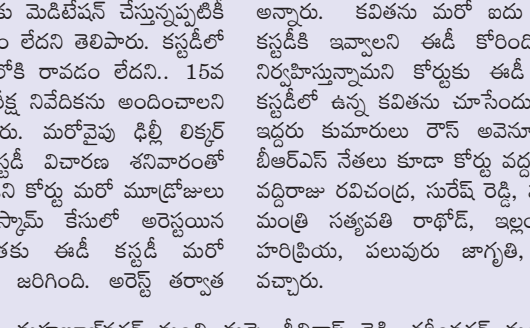 కు మెడిటేషన్ చేస్తున్నప్పటికీ
లేదని తెలిపారు. కస్టడీలో
లోకి రావడం లేదని.. 15వ
నివేదికను అందించాలని
రు. మరోవైపు ఢిల్లీ లిక్కర్
స్టడీ విచారణ శనివారంతో
ని కోర్టు మరో మూడ్రోజులు
స్కామ్ కేసులో అరెస్టయిన
తకు ఈడీ కస్టడీ మరో
జరిగింది. అరెస్ట్ తర్వాత
అన్నారు. కవితను మరో ఐదు
కస్టడీకి ఇవ్వాలని ఈడీ కోరింది
నిర్వహిస్తున్నామని కోర్టుకు ఈడీ
కస్టడీలో ఉన్న కవితను చూసేందు
ఇద్దరు కుమారులు రౌస్ అవెనూ
బీఆర్ఎస్ నేతలు కూడా కోర్టు వద్ద
వద్దిరాజు రవిచంద్ర, సురేష్ రెడ్డి,
మంత్రి సత్యవతి రాథోడ్, ఇల్లం
హరిప్రియ, పలువురు జాగృతి,
వచ్చారు.